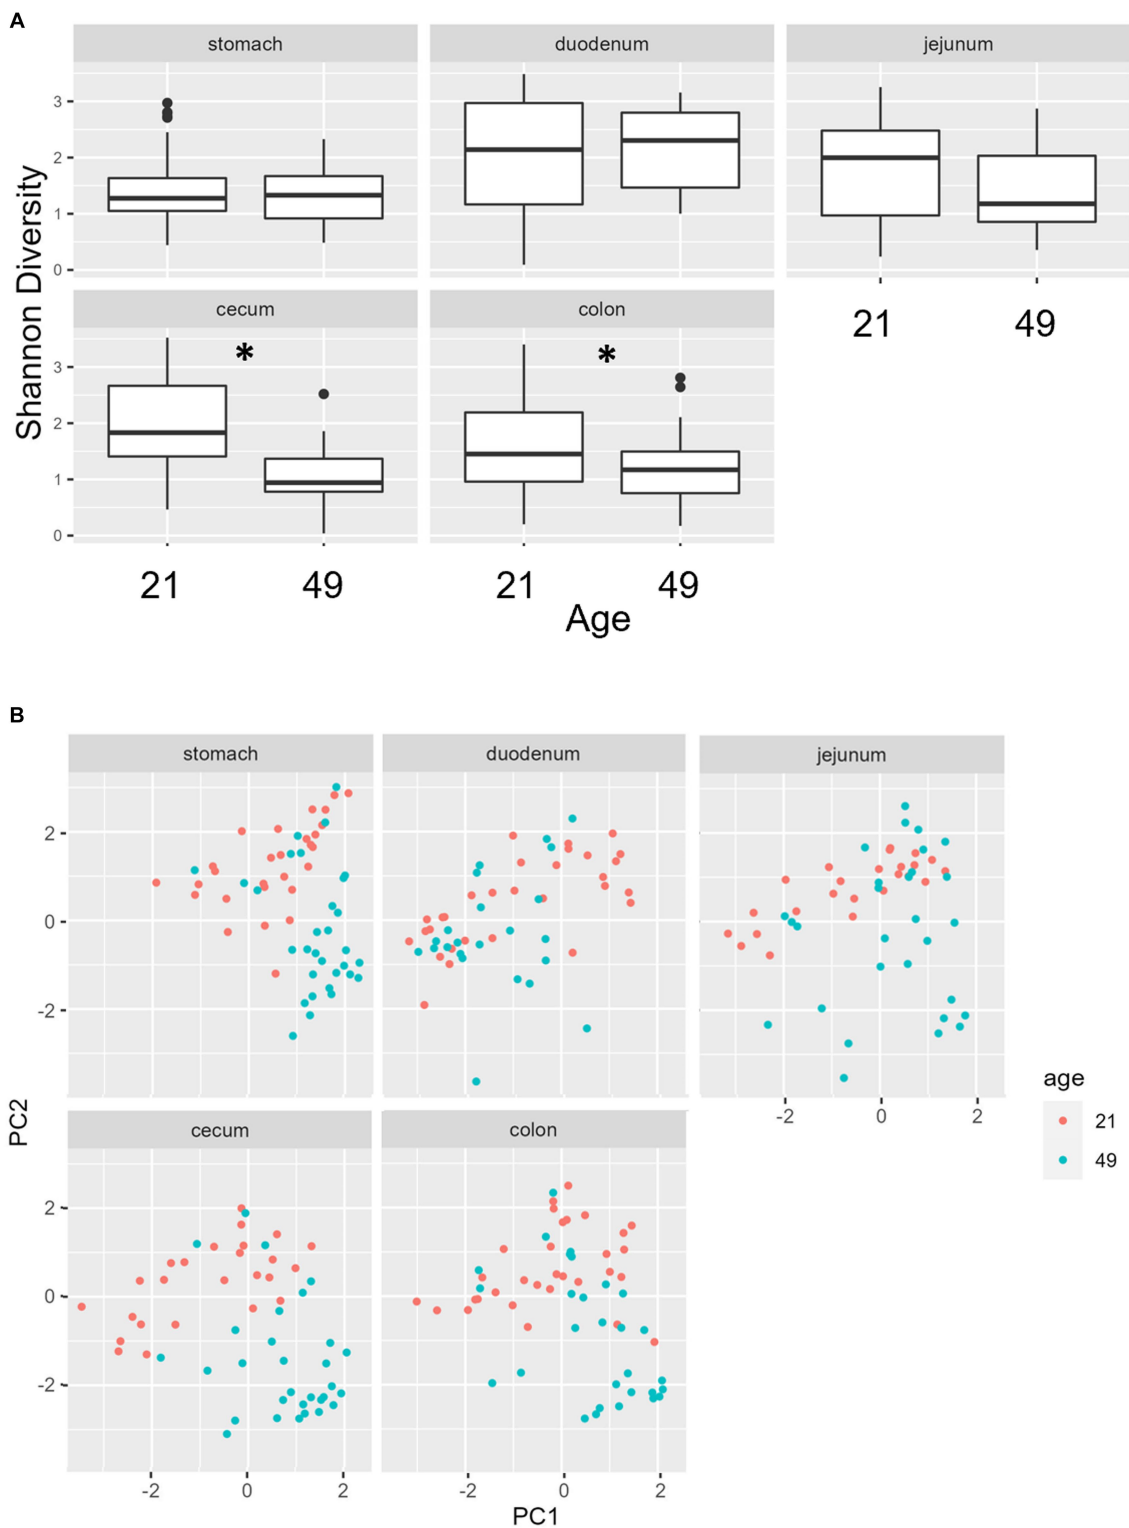 A
stomach duodenum jejunum
3
2
1
0
Shannon Diversity
21 49
cecum colon
* *
3
2
1
0
21 49 21 49
Age
B
stomach duodenum jejunum
2
0
-2
-2 0 2
PC2
age
21
49
cecum colon
2
0
-2
-2 0 2 -2 0 2
PC1